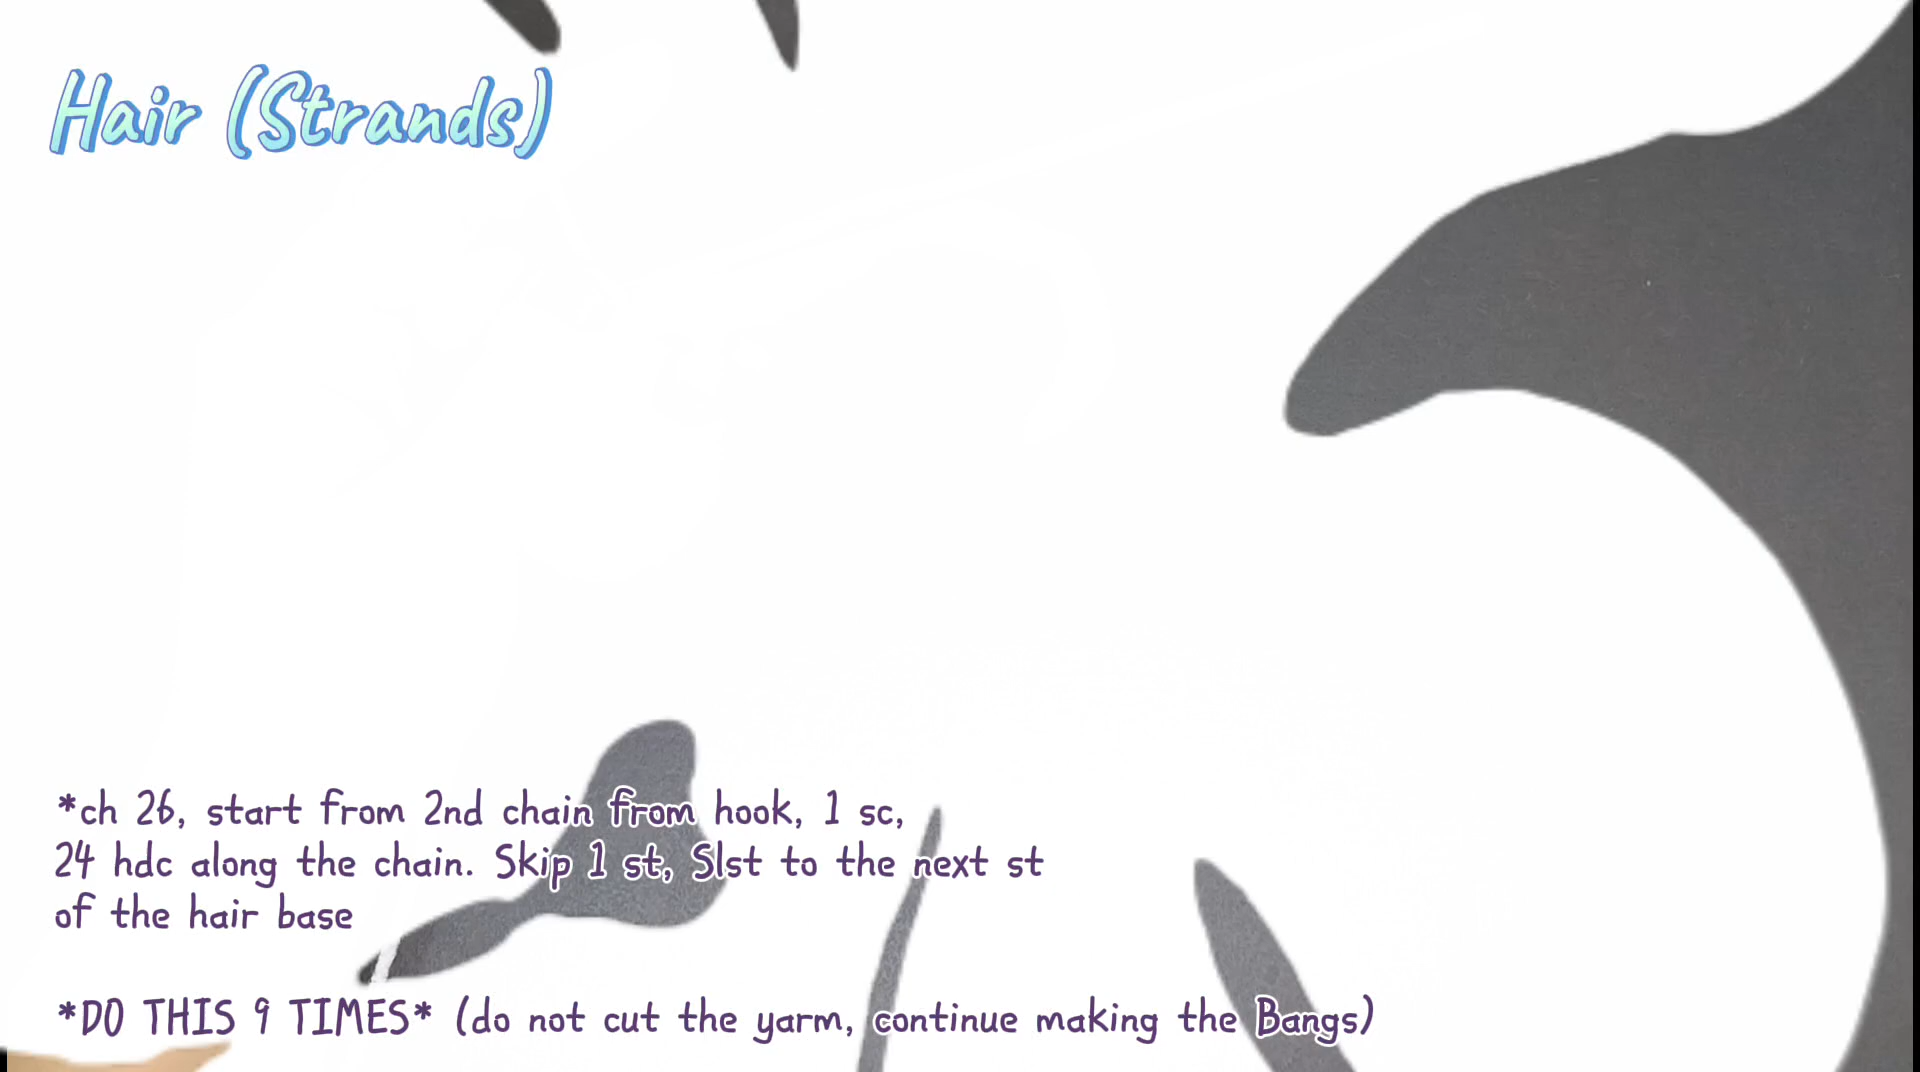 Hair (Strands)
*ch 26, start from 2nd chain from hook, 1 sc,
24 hdc along the chain. Skip 1 st, Slst to the next st
of the hair base
*DO THIS 9 TIMES* (do not cut the yarm, continue making the Bangs)